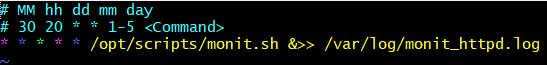 # MM hh dd mm day
# 30 20 * * 1-5 <Command>
* * * * * /opt/scripts/monit.sh &>> /var/log/monit_httpd.log
~